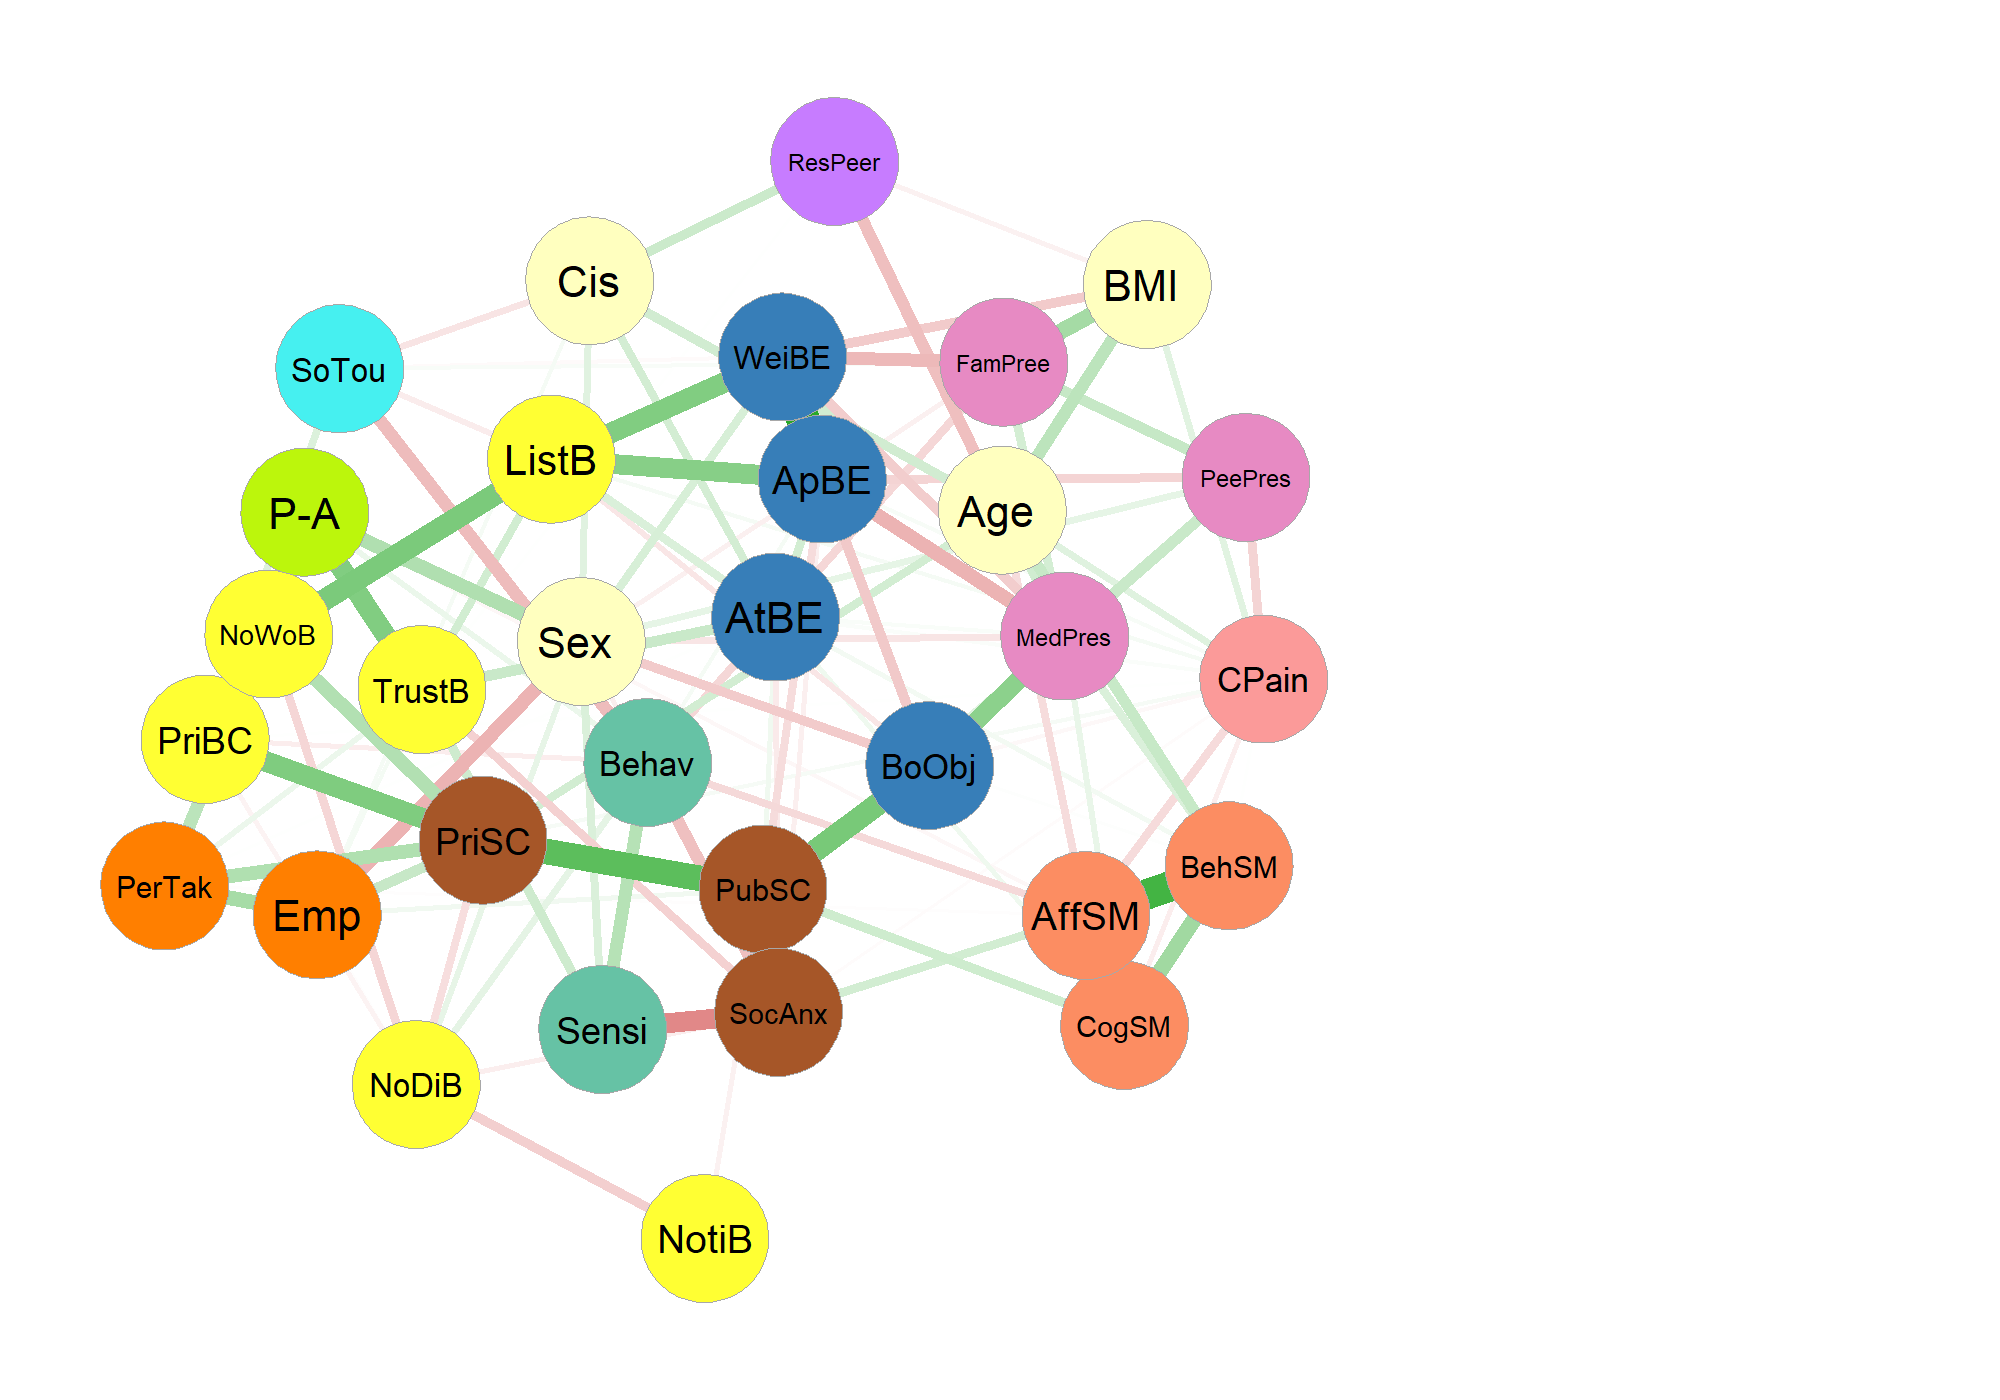 ResPeer
Cis
BMI
WeiBE
FamPree
SoTou
ListB
ApBE
PeePres
P-A
Age
NoWoB
Sex
AtBE
MedPres
TrustB
CPain
PriBC
Behav
BoObj
PriSC
PerTak
Emp
PubSC
AffSM
BehSM
Sensi
SocAnx
CogSM
NoDiB
NotiB